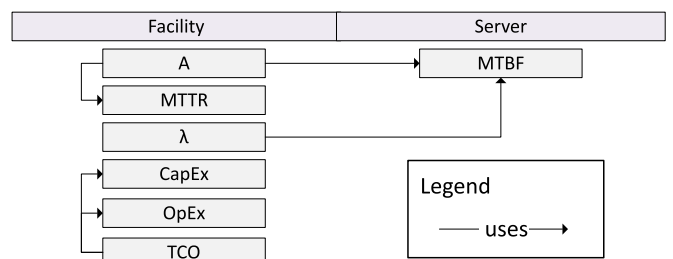 Facility Server
A MTBF
MTTR
λ
CapEx
Legend
OpEx
uses
TCO